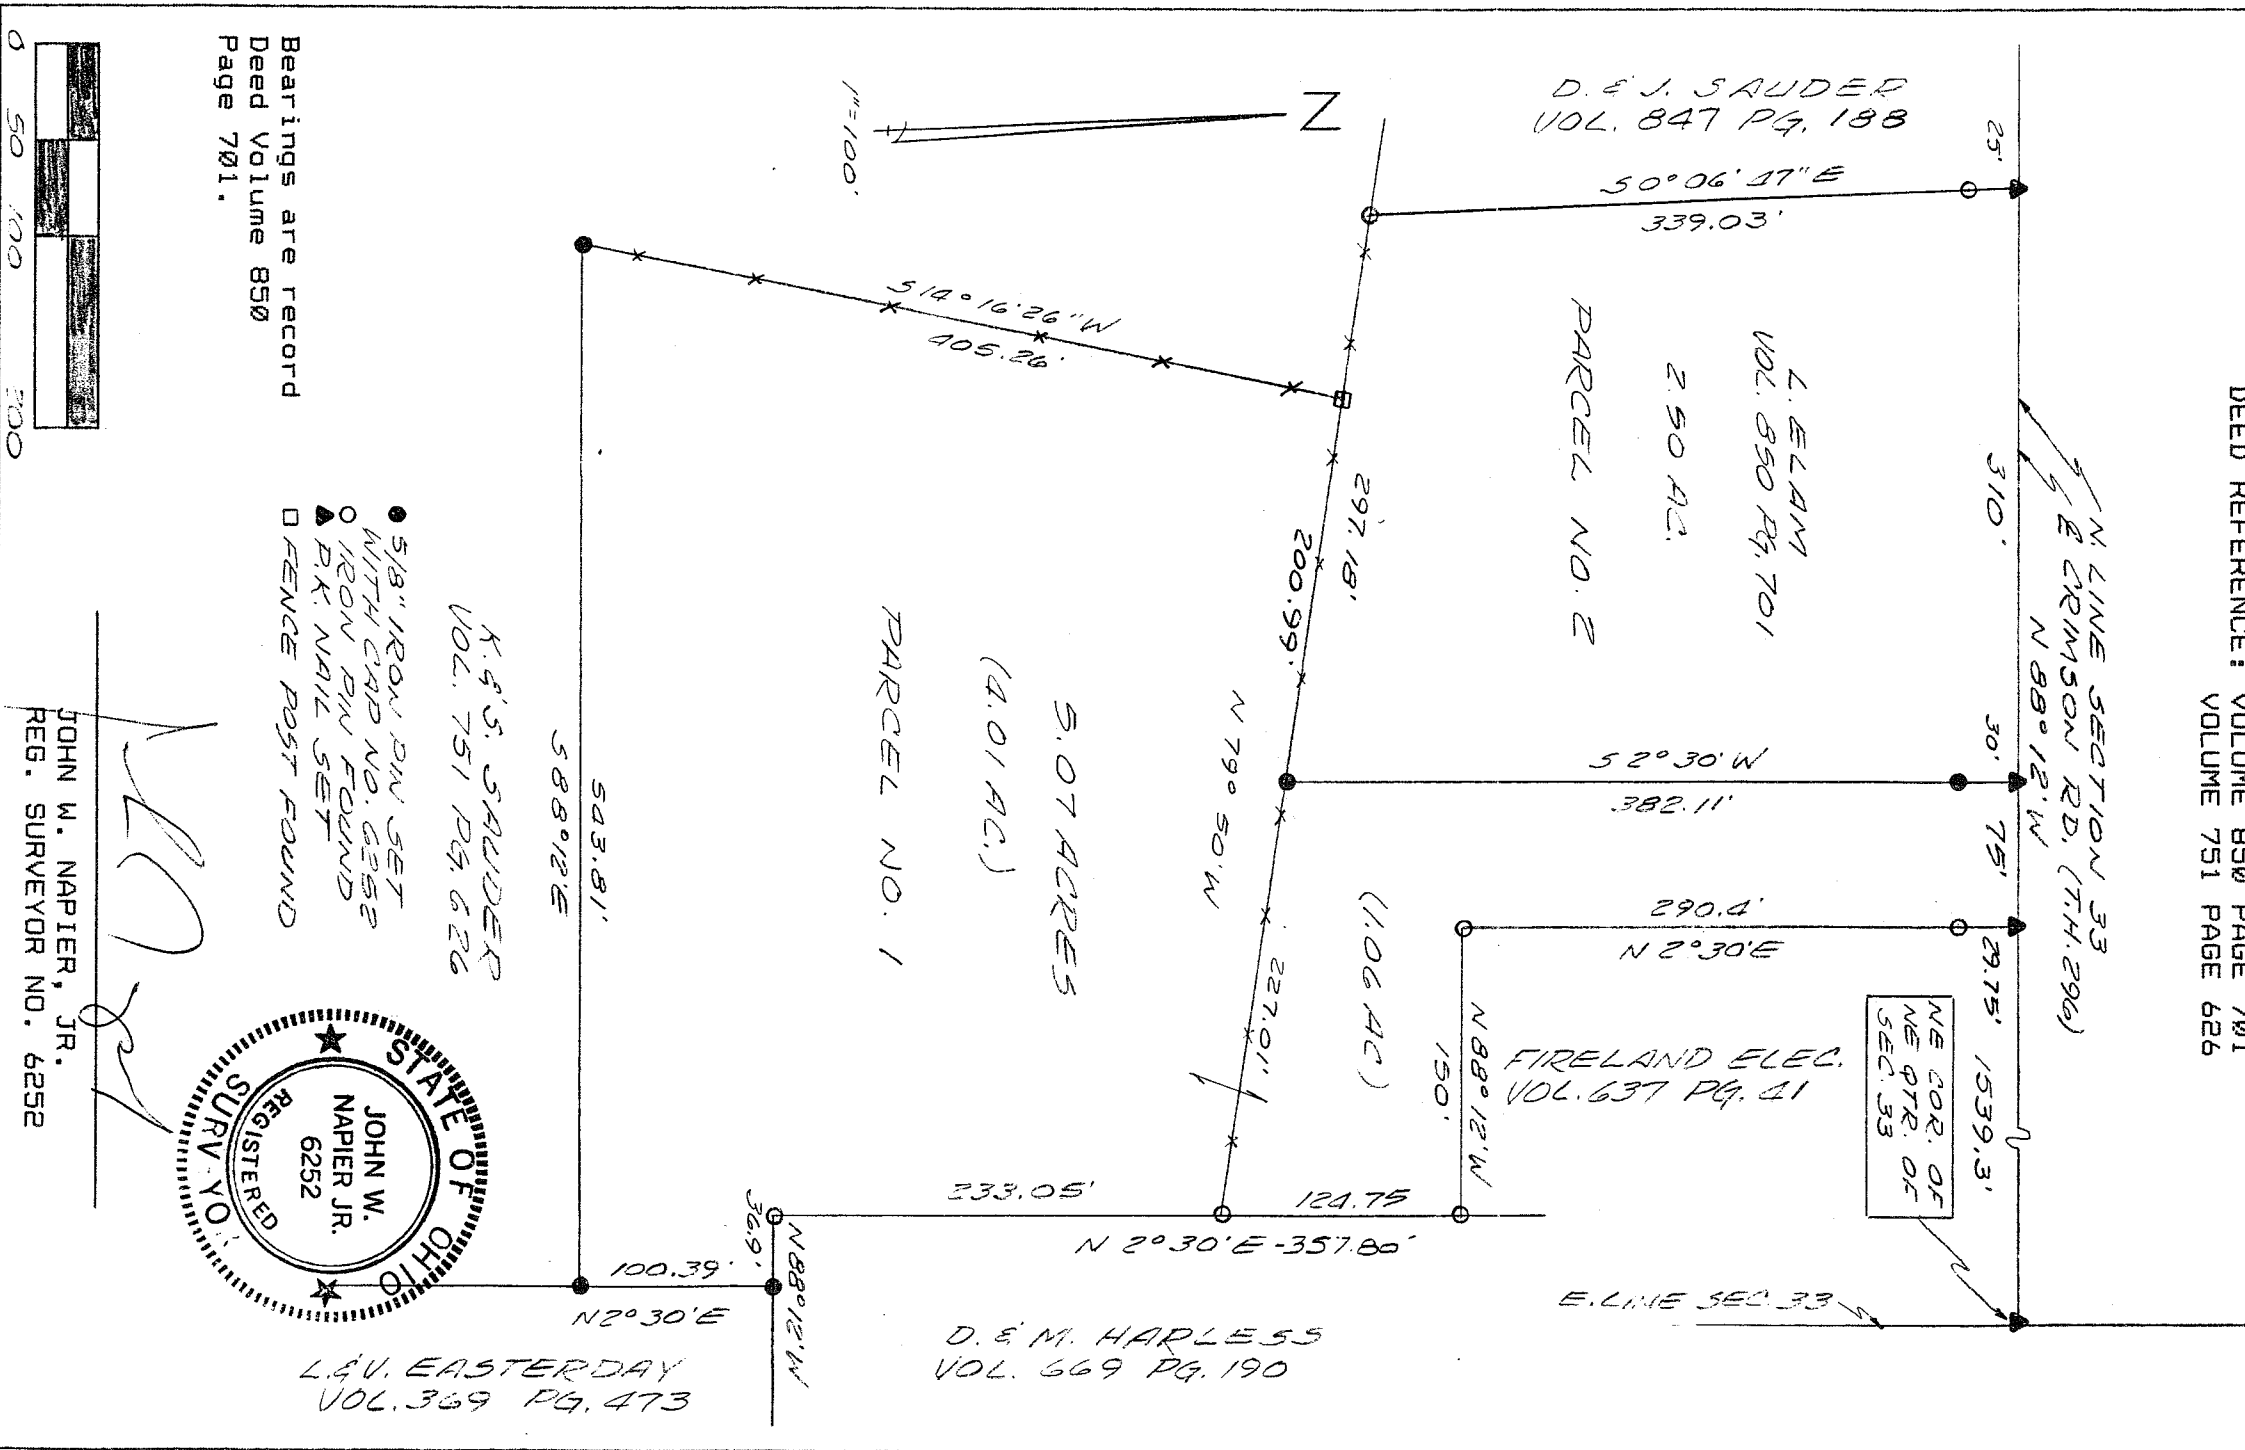 DEED REFERENCE: VOLUME 850 PAGE 701
VOLUME 751 PAGE 626
N. LINE SECTION 33
& ℄ CRIMSON RD. (T.H. 296)
N 88° 12' W
25'
310'
30'
75'
29.75'
1539.3'
NE COR. OF
NE QTR. OF
SEC. 33
D. & J. SAUDER
VOL. 847 PG. 188
S 0° 06' 47" E
339.03'
L. ELAM
VOL. 850 PG. 701
2.50 AC.
PARCEL NO. 2
S 2° 30' W
382.11'
290.4'
N 2° 30' E
FIRELAND ELEC.
VOL. 637 PG. 41
N 88° 12' W
150'
E. LINE SEC. 33
(1.06 AC)
297.18'
200.99'
N 79° 50' W
227.01'
124.75
233.05'
N 2° 30' E - 357.80'
5.07 ACRES
(4.01 AC.)
PARCEL NO. 1
D. & M. HARLESS
VOL. 669 PG. 190
N
1"=100'
S 14° 16' 26" W
405.26'
36.9'
N 88° 12' W
100.39'
N 2° 30' E
543.81'
S 88° 12' E
K. & S. SAUDER
VOL. 751 PG. 626
L. & V. EASTERDAY
VOL. 369 PG. 473
● 5/8" IRON PIN SET
WITH CAP NO. 6252
○ IRON PIN FOUND
▲ P.K. NAIL SET
□ FENCE POST FOUND
Bearings are record
Deed Volume 850
Page 701.
0 50 100 200
JOHN W. NAPIER, JR.
REG. SURVEYOR NO. 6252
STATE OF OHIO
JOHN W.
NAPIER JR.
6252
REGISTERED